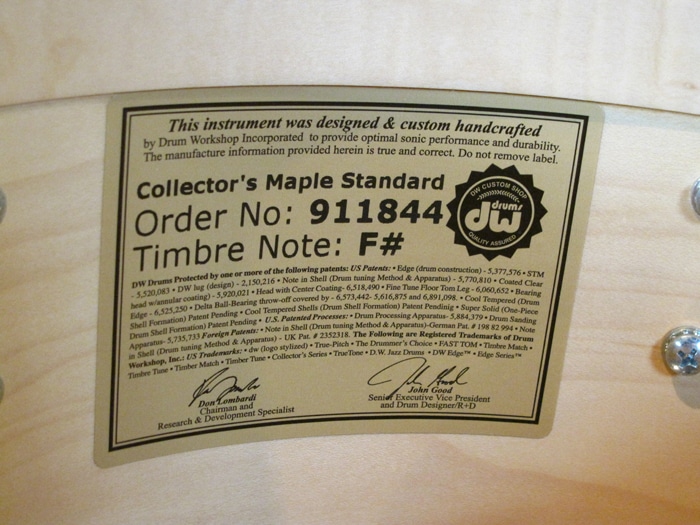 This instrument was designed & custom handcrafted
by Drum Workshop Incorporated to provide optimal sonic performance and durability.
The manufacture information provided herein is true and correct. Do not remove label.
Collector's Maple Standard
Order No: 911844
Timbre Note: F#
DW CUSTOM SHOP
drums
dw
QUALITY ASSURED
DW Drums Protected by one or more of the following patents: US Patents: • Edge (drum construction) - 5,377,576 • STM
- 5,520,083 • DW lug (design) - 2,150,216 • Note in Shell (Drum tuning Method & Apparatus) - 5,770,810 • Coated Clear
head w/annular coating) - 5,920,021 • Head with Center Coating- 6,518,490 • Fine Tune Floor Tom Leg - 6,060,652 • Bearing
Edge - 6,525,250 • Delta Ball-Bearing throw-off covered by - 6,573,442- 5,616,875 and 6,891,098. • Cool Tempered (Drum
Shell Formation) Patent Pending • Cool Tempered Shells (Drum Shell Formation) Patent Pendinig • Super Solid (One-Piece
Drum Shell Formation) Patent Pending • U.S. Patented Processes: • Drum Processing Apparatus- 5,884,379 • Drum Sanding
Apparatus- 5,735,733 Foreign Patents: • Note in Shell (Drum tuning Method & Apparatus)-German Pat. # 198 82 994 • Note
in Shell (Drum tuning Method & Apparatus) - UK Pat. # 2352318. The Following are Registered Trademarks of Drum
Workshop, Inc.: US Trademarks: • dw (logo stylized) • True-Pitch • The Drummer's Choice • FAST TOM • Timbre Match •
Timbre Tune • Timber Match • Timber Tune • Collector's Series • TrueTone • D.W. Jazz Drums • DW Edge™ • Edge Series™
Don Lombardi
Chairman and
Research & Development Specialist
John Good
Senior Executive Vice President
and Drum Designer/R+D